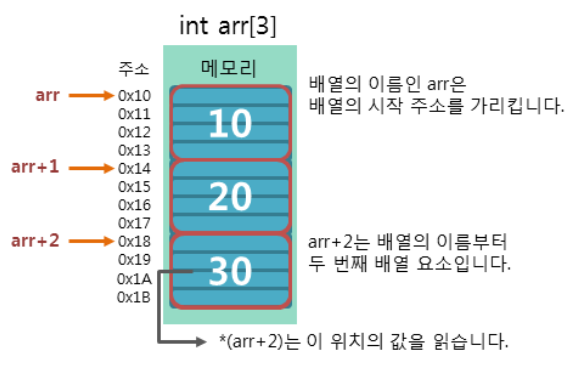 int arr[3]
주소
메모리
arr
0x10
0x11
0x12
0x13
10
배열의 이름인 arr은
배열의 시작 주소를 가리킵니다.
arr+1
0x14
0x15
0x16
0x17
20
arr+2
0x18
0x19
0x1A
0x1B
30
arr+2는 배열의 이름부터
두 번째 배열 요소입니다.
*(arr+2)는 이 위치의 값을 읽습니다.